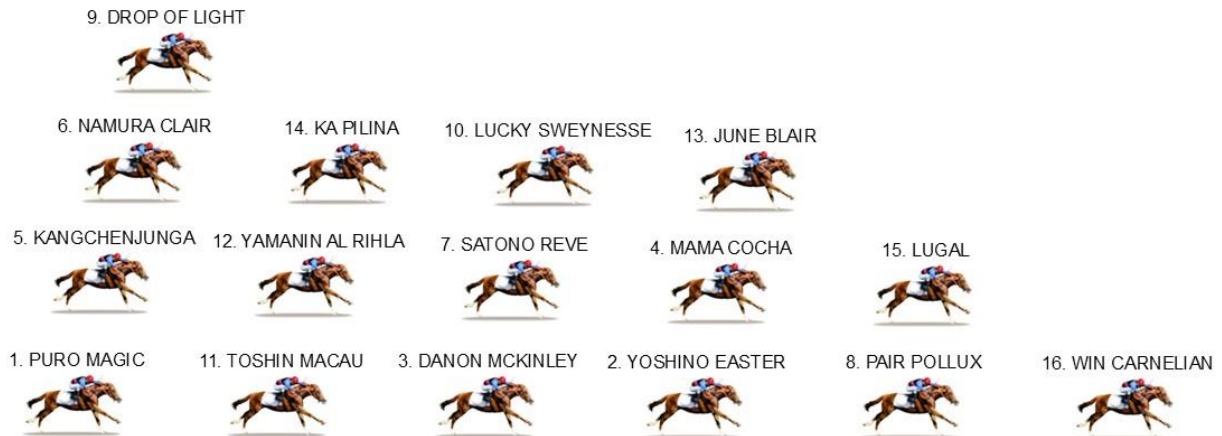 9. DROP OF LIGHT
6. NAMURA CLAIR
14. KA PILINA
10. LUCKY SWEYNESSE
13. JUNE BLAIR
5. KANGCHENJUNGA
12. YAMANIN AL RIHLA
7. SATONO REVE
4. MAMA COCHA
15. LUGAL
1. PURO MAGIC
11. TOSHIN MACAU
3. DANON MCKINLEY
2. YOSHINO EASTER
8. PAIR POLLUX
16. WIN CARNELIAN